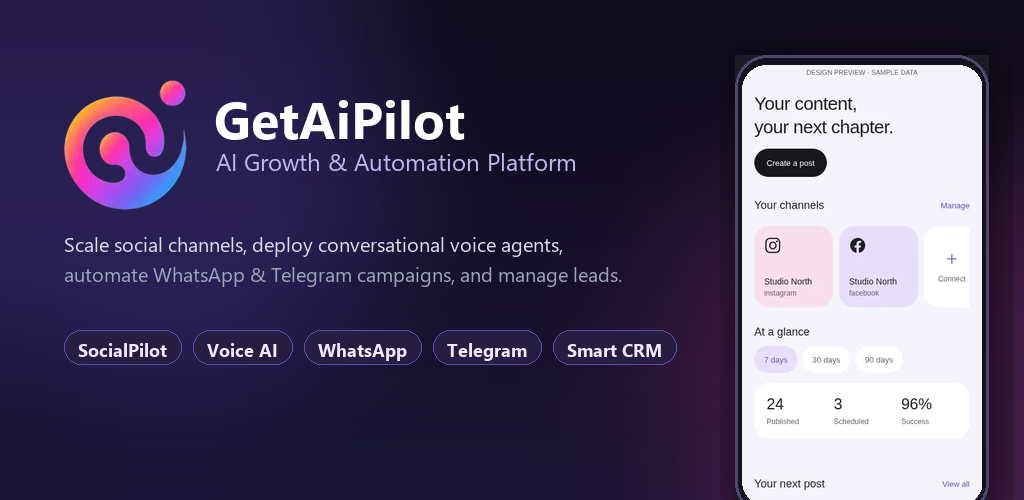 GetAiPilot
AI Growth & Automation Platform
Scale social channels, deploy conversational voice agents,
automate WhatsApp & Telegram campaigns, and manage leads.
SocialPilot Voice AI WhatsApp Telegram Smart CRM
DESIGN PREVIEW · SAMPLE DATA
Your content,
your next chapter.
Create a post
Your channels Manage
Studio North Studio North Connect
instagram facebook
At a glance
7 days 30 days 90 days
24 3 96%
Published Scheduled Success
Your next post View all